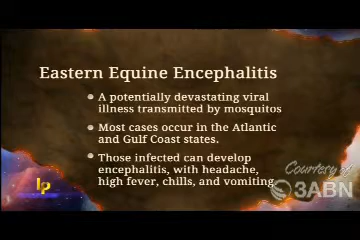 Eastern Equine Encephalitis
A potentially devastating viral
illness transmitted by mosquitos
Most cases occur in the Atlantic
and Gulf Coast states.
Those infected can develop
encephalitis, with headache,
high fever, chills, and vomiting.
Courtesy of
3ABN
LP